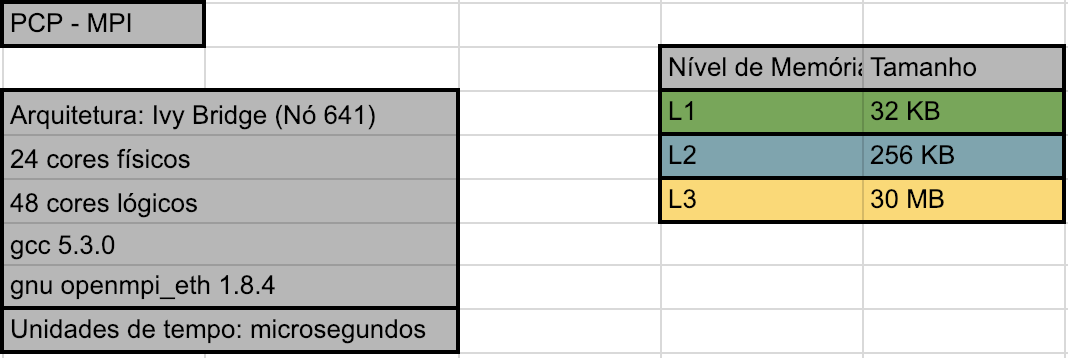 PCP - MPI
Nível de Memória Tamanho
L1 32 KB
L2 256 KB
L3 30 MB
Arquitetura: Ivy Bridge (Nó 641)
24 cores físicos
48 cores lógicos
gcc 5.3.0
gnu openmpi_eth 1.8.4
Unidades de tempo: microsegundos